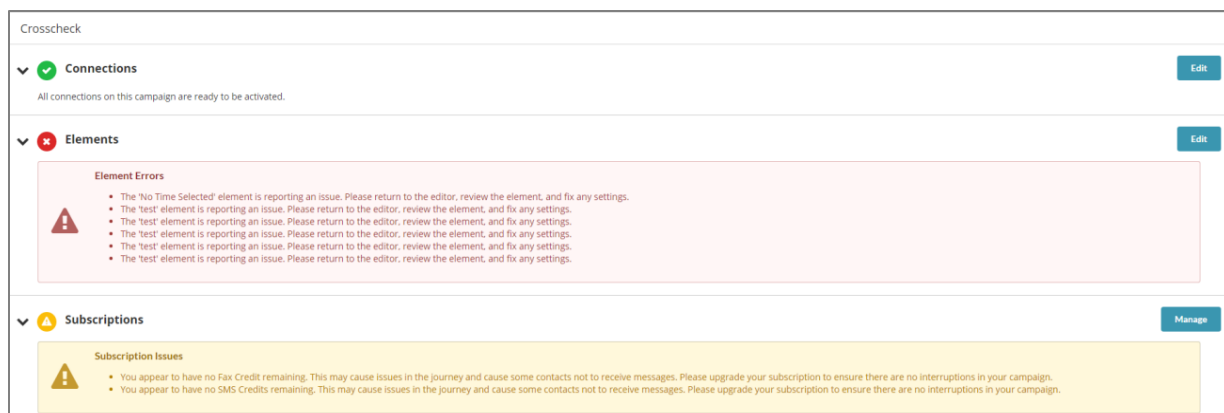 Crosscheck
Connections
Edit
All connections on this campaign are ready to be activated.
Elements
Edit
Element Errors
The 'No Time Selected' element is reporting an issue. Please return to the editor, review the element, and fix any settings.
The 'test' element is reporting an issue. Please return to the editor, review the element, and fix any settings.
The 'test' element is reporting an issue. Please return to the editor, review the element, and fix any settings.
The 'test' element is reporting an issue. Please return to the editor, review the element, and fix any settings.
The 'test' element is reporting an issue. Please return to the editor, review the element, and fix any settings.
The 'test' element is reporting an issue. Please return to the editor, review the element, and fix any settings.
Subscriptions
Manage
Subscription Issues
You appear to have no Fax Credit remaining. This may cause issues in the journey and cause some contacts not to receive messages. Please upgrade your subscription to ensure there are no interruptions in your campaign.
You appear to have no SMS Credits remaining. This may cause issues in the journey and cause some contacts not to receive messages. Please upgrade your subscription to ensure there are no interruptions in your campaign.